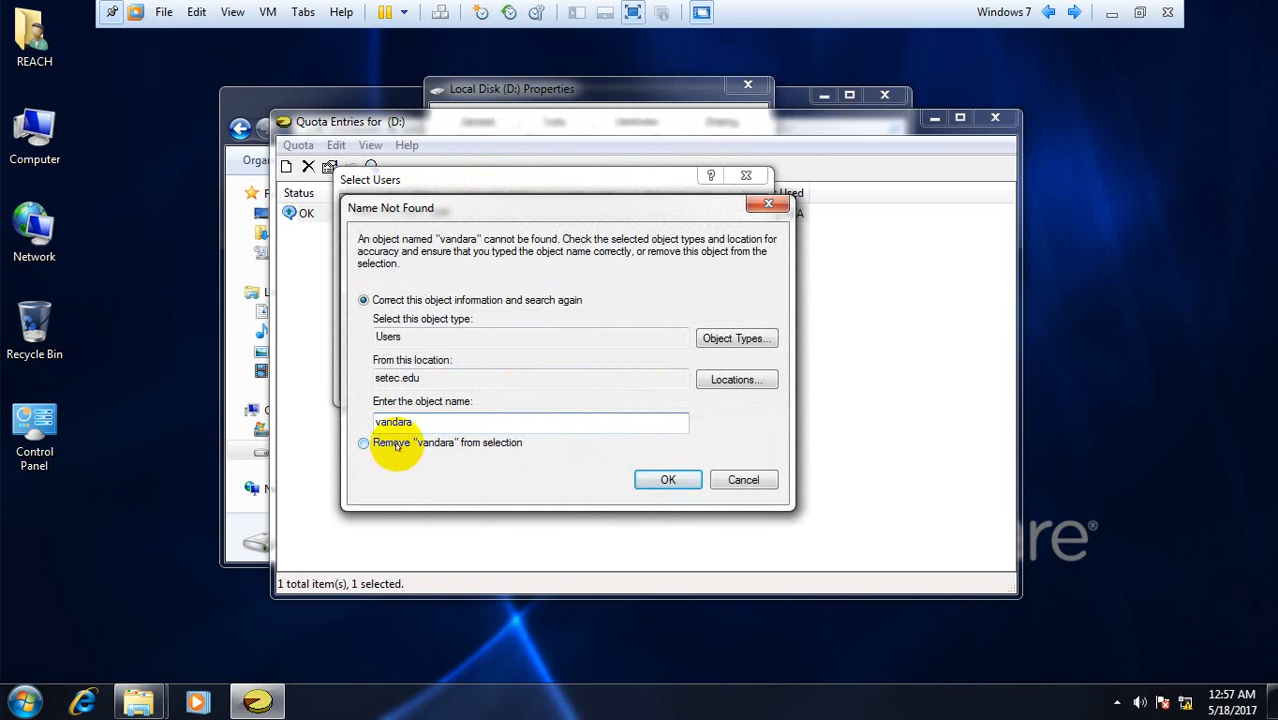 File Edit View VM Tabs Help
Windows 7
REACH
Computer
Network
Recycle Bin
Control
Panel
Local Disk (D:) Properties
Quota Entries for (D:)
Quota Edit View Help
Organ
Status
Used
OK
A
Select Users
Name Not Found
An object named "vandara" cannot be found. Check the selected object types and location for
accuracy and ensure that you typed the object name correctly, or remove this object from the
selection.
Correct this object information and search again
Select this object type:
Users
Object Types...
From this location:
setec.edu
Locations...
Enter the object name:
vandara
Remove "vandara" from selection
OK Cancel
1 total item(s), 1 selected.
are®
12:57 AM
5/18/2017